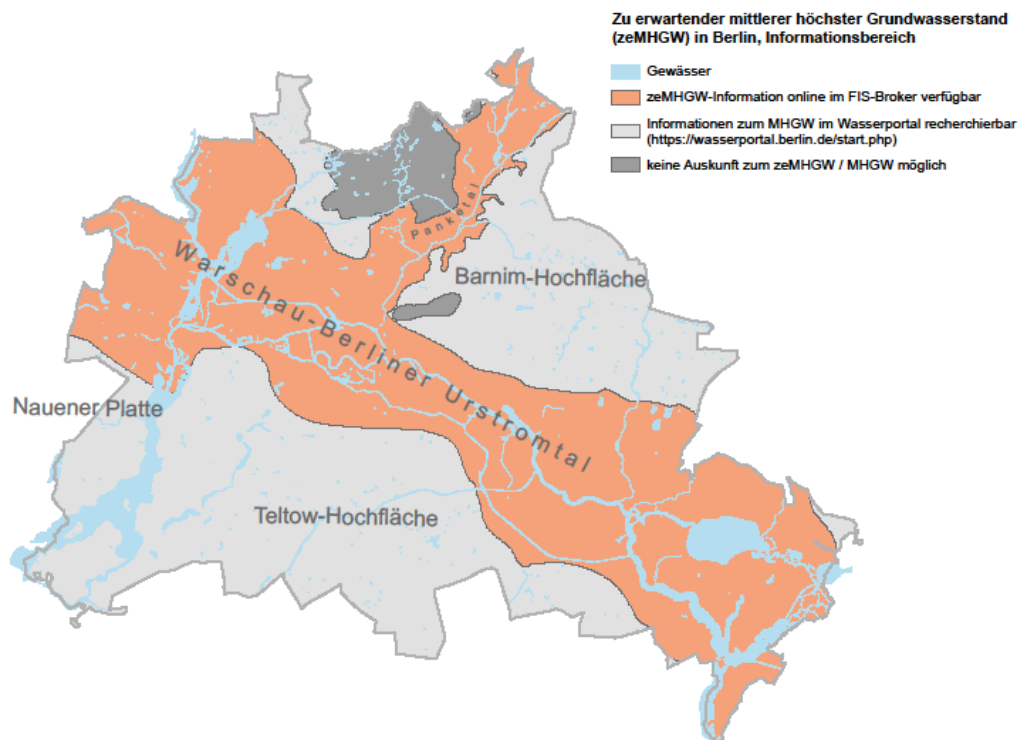 Zu erwartender mittlerer höchster Grundwasserstand
(zeMHGW) in Berlin, Informationsbereich
Gewässer
zeMHGW-Information online im FIS-Broker verfügbar
Informationen zum MHGW im Wasserportal recherchierbar
(https://wasserportal.berlin.de/start.php)
keine Auskunft zum zeMHGW / MHGW möglich
Panketal
Warschau-Berliner Urstromtal
Barnim-Hochfläche
Nauener Platte
Teltow-Hochfläche